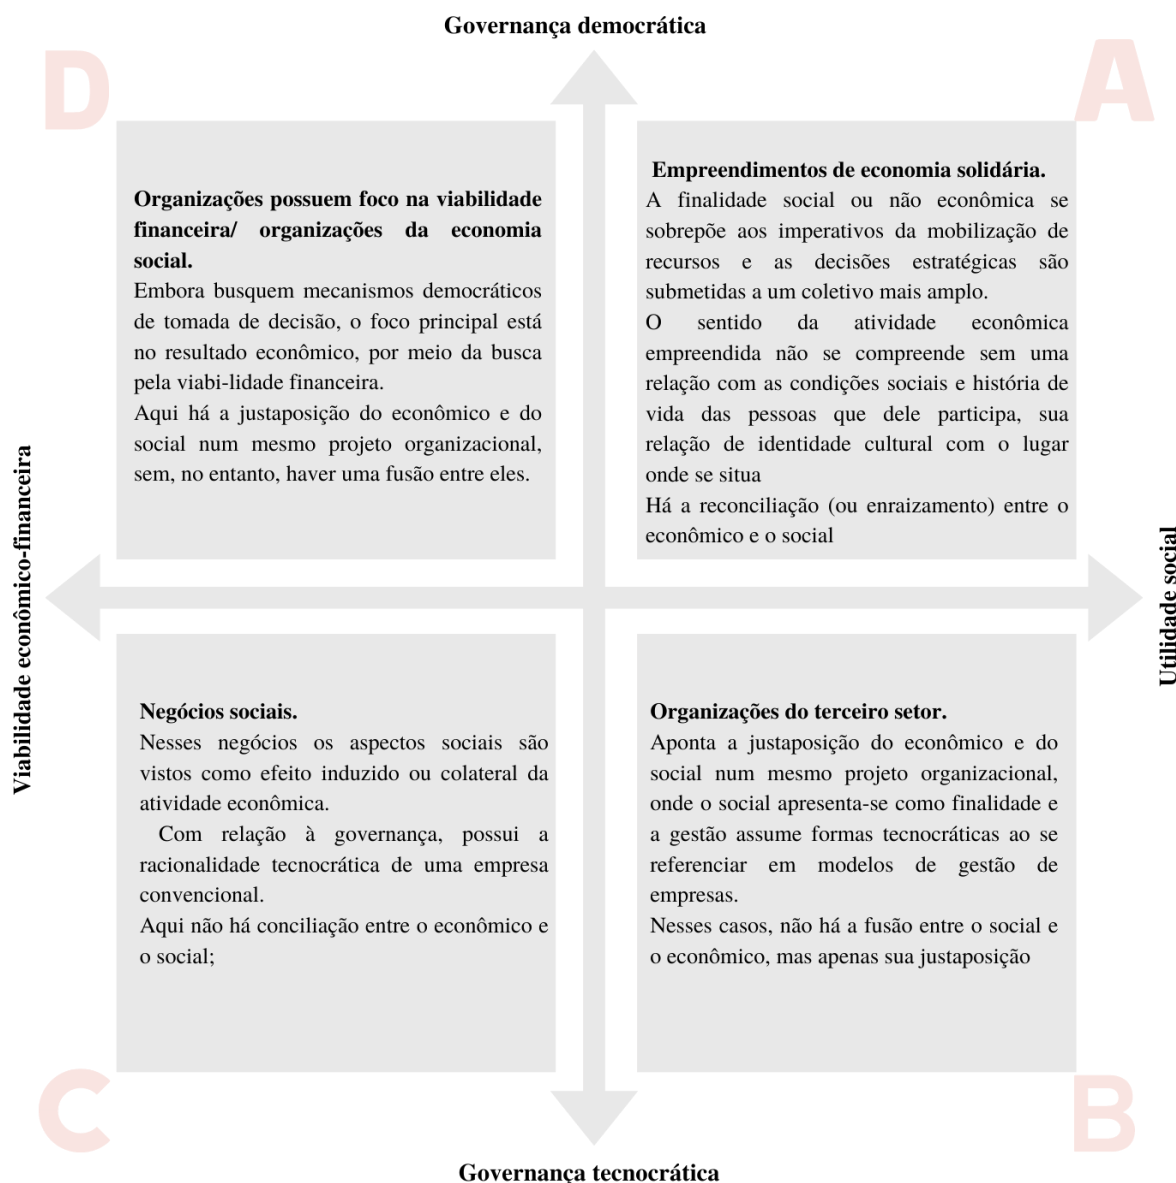 Governança democrática
D
A
Organizações possuem foco na viabilidade
financeira/ organizações da economia
social.
Embora busquem mecanismos democráticos
de tomada de decisão, o foco principal está
no resultado econômico, por meio da busca
pela viabi-lidade financeira.
Aqui há a justaposição do econômico e do
social num mesmo projeto organizacional,
sem, no entanto, haver uma fusão entre eles.
Empreendimentos de economia solidária.
A finalidade social ou não econômica se
sobrepõe aos imperativos da mobilização de
recursos e as decisões estratégicas são
submetidas a um coletivo mais amplo.
O sentido da atividade econômica
empreendida não se compreende sem uma
relação com as condições sociais e história de
vida das pessoas que dele participa, sua
relação de identidade cultural com o lugar
onde se situa
Há a reconciliação (ou enraizamento) entre o
econômico e o social
Viabilidade econômico-financeira
Utilidade social
Negócios sociais.
Nesses negócios os aspectos sociais são
vistos como efeito induzido ou colateral da
atividade econômica.
Com relação à governança, possui a
racionalidade tecnocrática de uma empresa
convencional.
Aqui não há conciliação entre o econômico e
o social;
Organizações do terceiro setor.
Aponta a justaposição do econômico e do
social num mesmo projeto organizacional,
onde o social apresenta-se como finalidade e
a gestão assume formas tecnocráticas ao se
referenciar em modelos de gestão de
empresas.
Nesses casos, não há a fusão entre o social e
o econômico, mas apenas sua justaposição
C
B
Governança tecnocrática